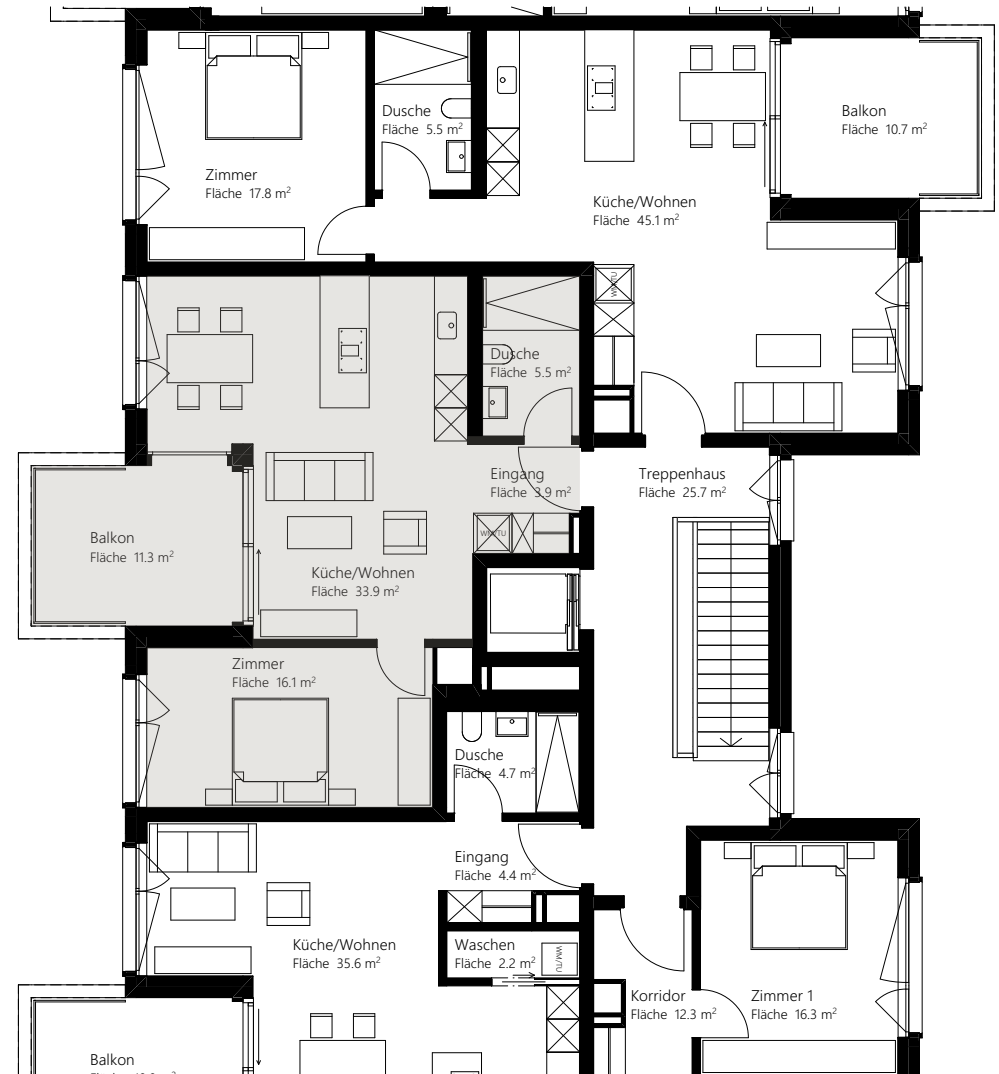 Dusche
Fläche 5.5 m²
Balkon
Fläche 10.7 m²
Zimmer
Fläche 17.8 m²
Küche/Wohnen
Fläche 45.1 m²
WM/TU
Dusche
Fläche 5.5 m²
Eingang
Fläche 3.9 m²
Treppenhaus
Fläche 25.7 m²
WM/TU
Balkon
Fläche 11.3 m²
Küche/Wohnen
Fläche 33.9 m²
Zimmer
Fläche 16.1 m²
Dusche
Fläche 4.7 m²
Eingang
Fläche 4.4 m²
Küche/Wohnen
Fläche 35.6 m²
Waschen
Fläche 2.2 m²
WM/TU
Korridor
Fläche 12.3 m²
Zimmer 1
Fläche 16.3 m²
Balkon